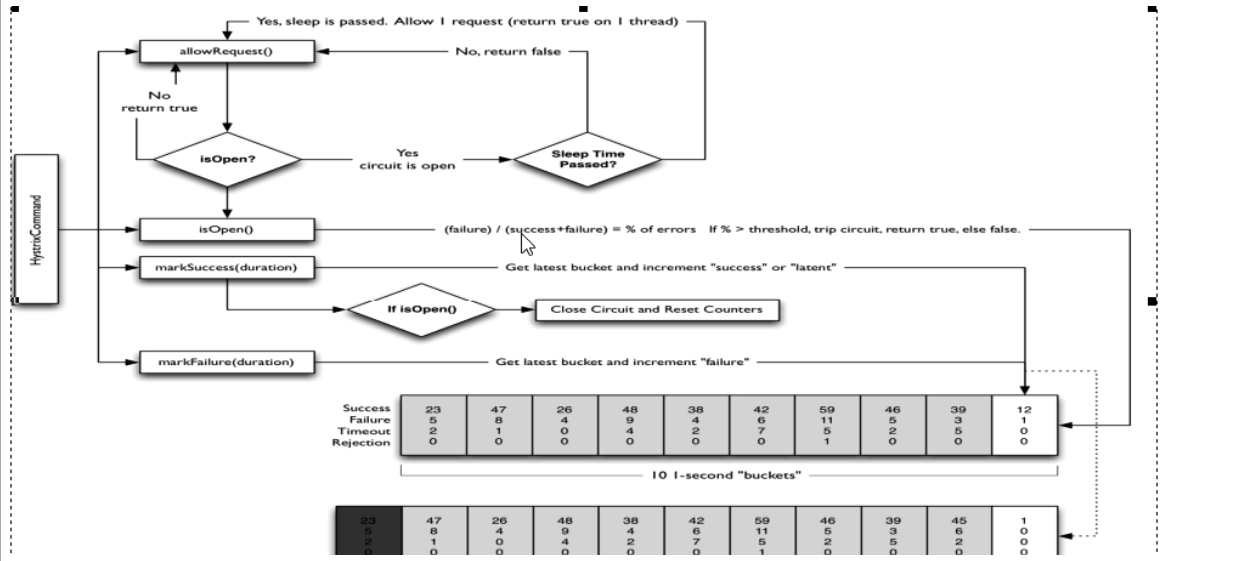 Yes, sleep is passed. Allow 1 request (return true on 1 thread)
allowRequest()
No, return false
No
return true
isOpen?
Yes
circuit is open
Sleep Time
Passed?
HystrixCommand
isOpen()
(failure) / (success+failure) = % of errors If % > threshold, trip circuit, return true, else false.
markSuccess(duration)
Get latest bucket and increment "success" or "latent"
If isOpen()
Close Circuit and Reset Counters
markFailure(duration)
Get latest bucket and increment "failure"
Success 23 47 26 48 38 42 59 46 39 12
Failure 5 8 4 9 4 6 11 5 3 1
Timeout 2 1 0 4 2 7 5 2 5 0
Rejection 0 0 0 0 0 0 1 0 0 0
10 1-second "buckets"
23 47 26 48 38 42 59 46 39 45 1
5 8 4 9 4 6 11 5 3 6 0
2 1 0 4 2 7 5 2 5 2 0
0 0 0 0 0 0 1 0 0 0 0